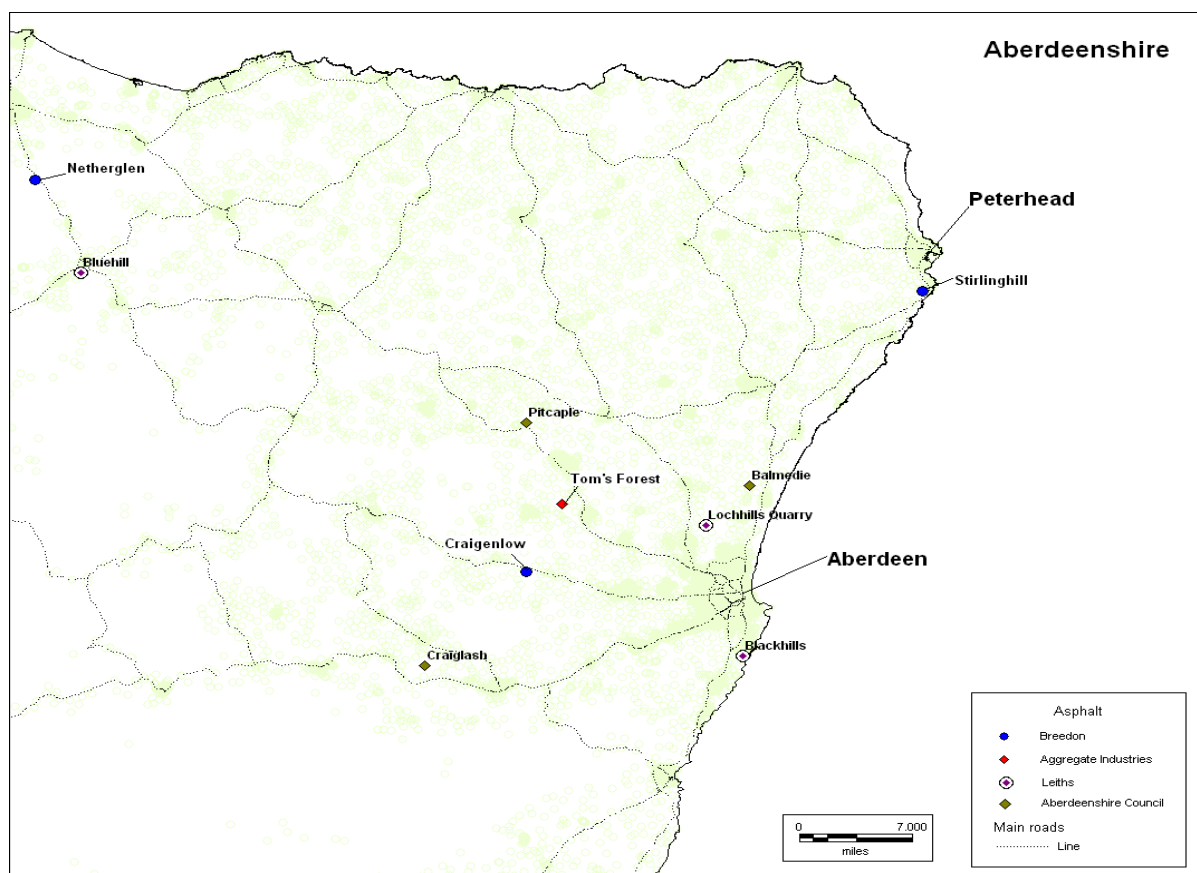 Aberdeenshire
Netherglen
Peterhead
Bluehill
Stirlinghill
Pitcaple
Balmedie
Tom's Forest
Lochhills Quarry
Craigenlow
Aberdeen
Blackhills
Craiglash
Asphalt
Breedon
Aggregate Industries
Leiths
Aberdeenshire Council
Main roads
Line
0 7.000
miles